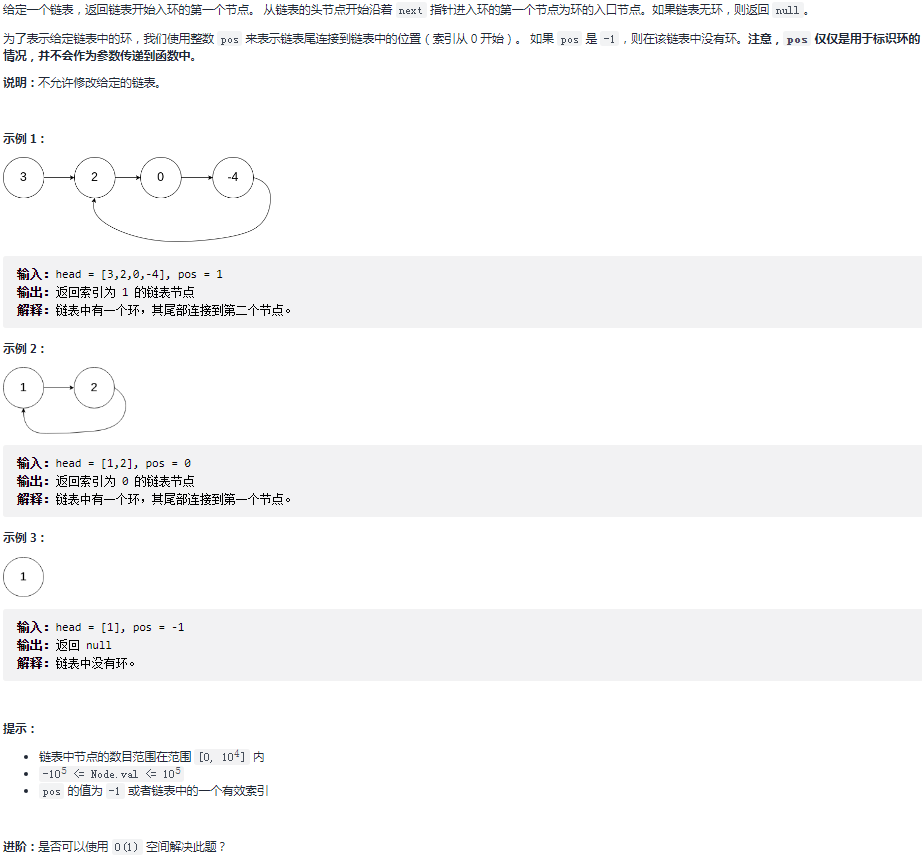 给定一个链表，返回链表开始入环的第一个节点。 从链表的头节点开始沿着 next 指针进入环的第一个节点为环的入口节点。如果链表无环，则返回 null。
为了表示给定链表中的环，我们使用整数 pos 来表示链表尾连接到链表中的位置（索引从 0 开始）。 如果 pos 是 -1，则在该链表中没有环。注意，pos 仅仅是用于标识环的
情况，并不会作为参数传递到函数中。
说明：不允许修改给定的链表。
示例 1：
3 2 0 -4
输入：head = [3,2,0,-4], pos = 1
输出：返回索引为 1 的链表节点
解释：链表中有一个环，其尾部连接到第二个节点。
示例 2：
1 2
输入：head = [1,2], pos = 0
输出：返回索引为 0 的链表节点
解释：链表中有一个环，其尾部连接到第一个节点。
示例 3：
1
输入：head = [1], pos = -1
输出：返回 null
解释：链表中没有环。
提示：
• 链表中节点的数目范围在范围 [0, 10⁴] 内
• -10⁵ <= Node.val <= 10⁵
• pos 的值为 -1 或者链表中的一个有效索引
进阶：是否可以使用 O(1) 空间解决此题？